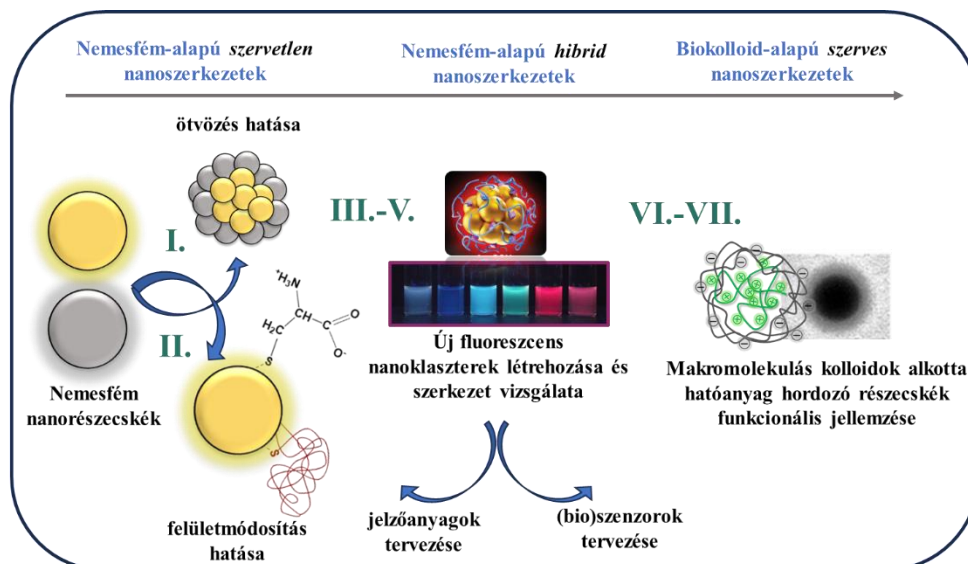 Nemesfém-alapú szervetlen
nanoszerkezetek
Nemesfém-alapú hibrid
nanoszerkezetek
Biokolloid-alapú szerves
nanoszerkezetek
ötvözés hatása
I.
II.
Nemesfém
nanorészecskék
⁺H₃N
CH
H₂C
C
O
O⁻
S
S
felületmódosítás
hatása
III.-V.
Új fluoreszcens
nanoklaszterek létrehozása és
szerkezet vizsgálata
jelzőanyagok
tervezése
(bio)szenzorok
tervezése
VI.-VII.
Makromolekulás kolloidok alkotta
hatóanyag hordozó részecskék
funkcionális jellemzése